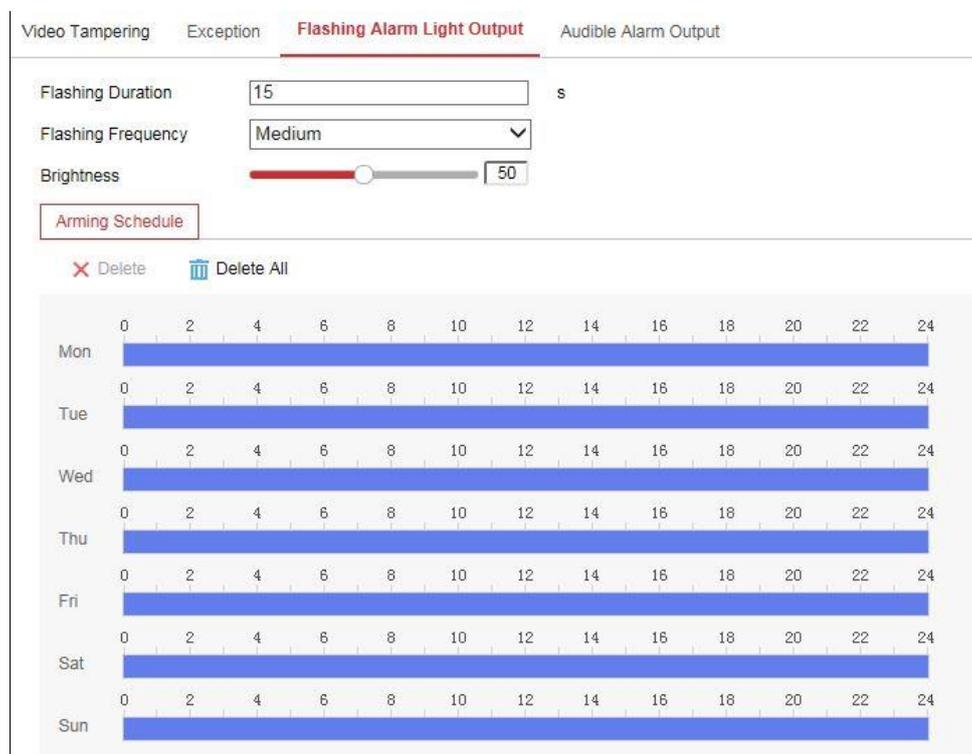 Video Tampering Exception Flashing Alarm Light Output Audible Alarm Output
Flashing Duration 15 s
Flashing Frequency Medium
Brightness 50
Arming Schedule
Delete Delete All
0 2 4 6 8 10 12 14 16 18 20 22 24
Mon
0 2 4 6 8 10 12 14 16 18 20 22 24
Tue
0 2 4 6 8 10 12 14 16 18 20 22 24
Wed
0 2 4 6 8 10 12 14 16 18 20 22 24
Thu
0 2 4 6 8 10 12 14 16 18 20 22 24
Fri
0 2 4 6 8 10 12 14 16 18 20 22 24
Sat
0 2 4 6 8 10 12 14 16 18 20 22 24
Sun